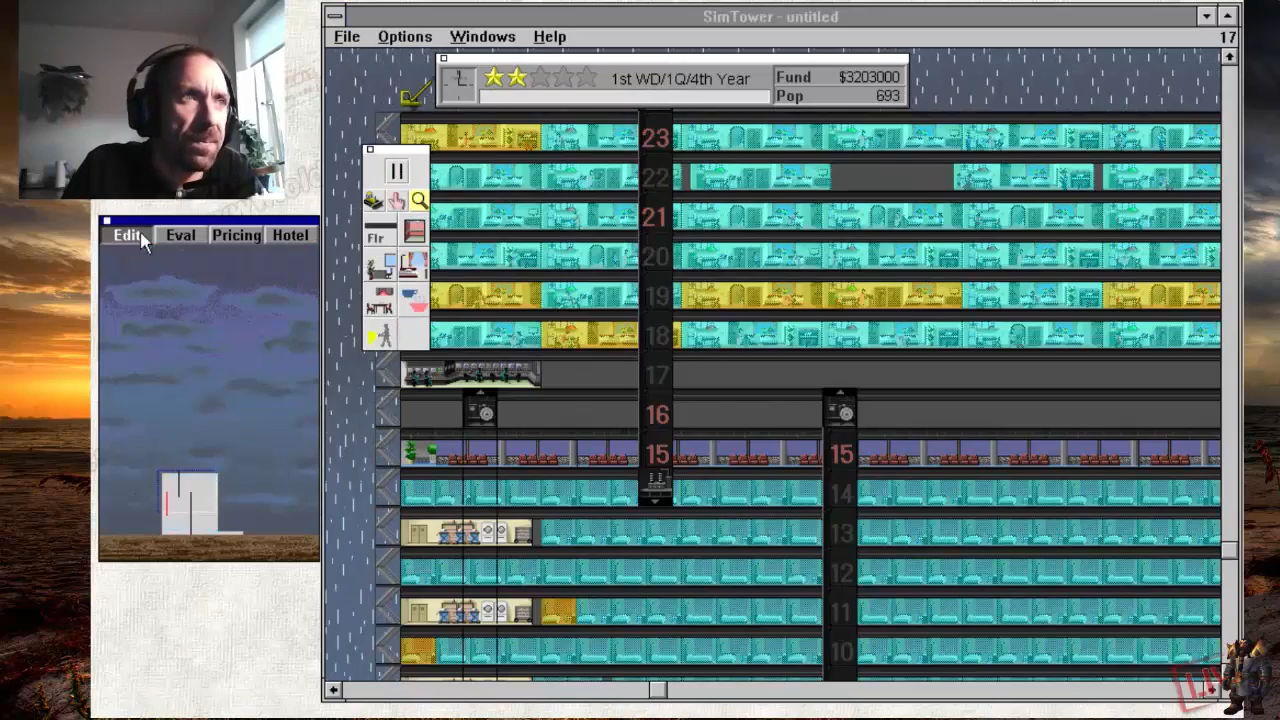 SimTower - untitled
File Options Windows Help
17
1st WD/1Q/4th Year
Fund $3203000
Pop 693
Edit Eval Pricing Hotel
Flr
23
22
21
20
19
18
17
16
15 15
14
13
12
11
10